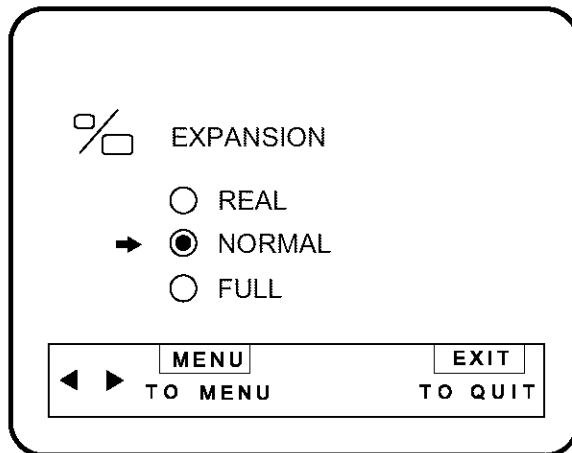 EXPANSION
REAL
NORMAL
FULL
MENU EXIT
TO MENU TO QUIT